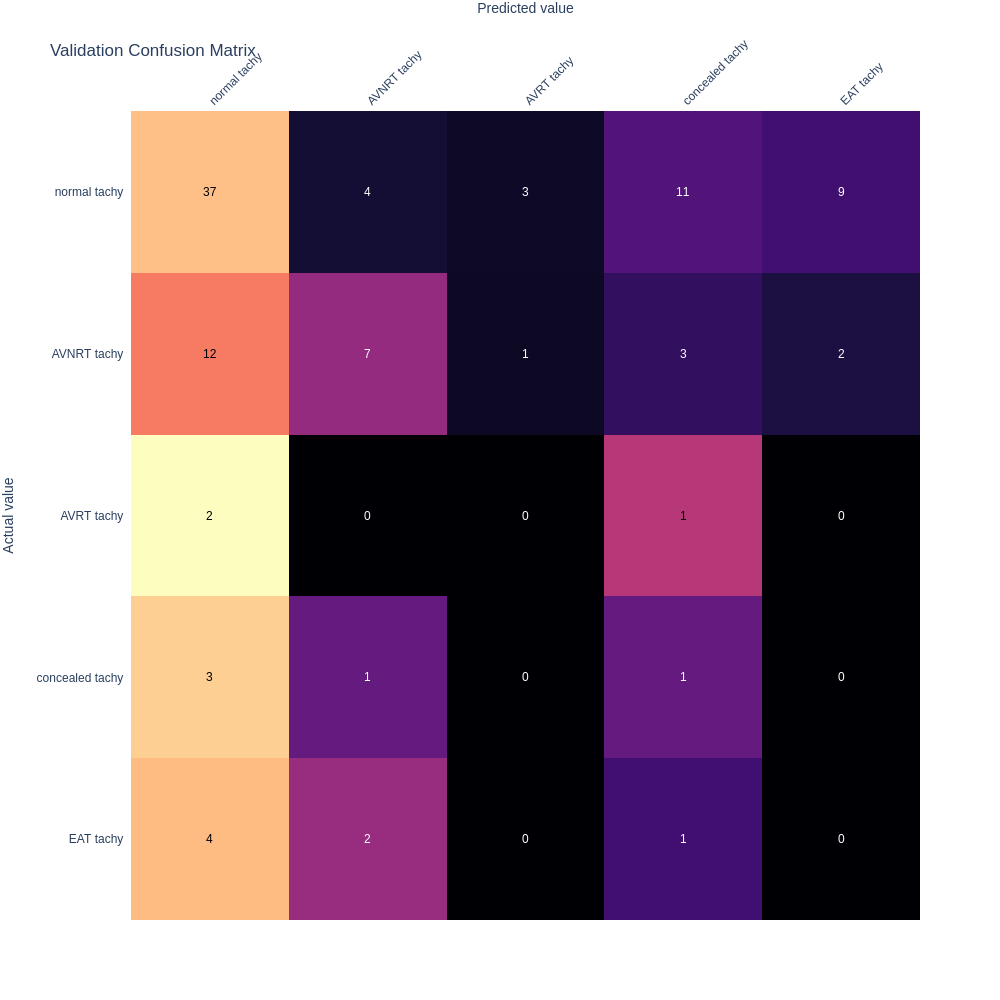 Predicted value
Validation Confusion Matrix
normal tachy
AVNRT tachy
AVRT tachy
concealed tachy
EAT tachy
Actual value
normal tachy 37 4 3 11 9
AVNRT tachy 12 7 1 3 2
AVRT tachy 2 0 0 1 0
concealed tachy 3 1 0 1 0
EAT tachy 4 2 0 1 0